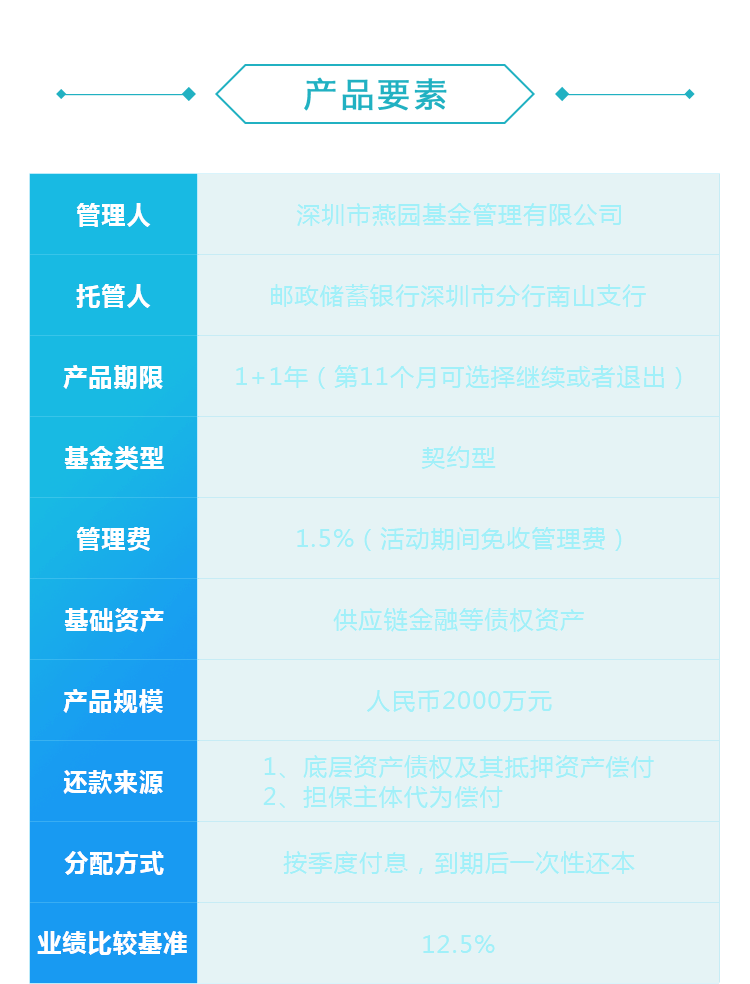 产品要素
管理人 深圳市燕园基金管理有限公司
托管人 邮政储蓄银行深圳市分行南山支行
产品期限 1+1年（第11个月可选择继续或者退出）
基金类型 契约型
管理费 1.5%（活动期间免收管理费）
基础资产 供应链金融等债权资产
产品规模 人民币2000万元
还款来源 1、底层资产债权及其抵押资产偿付
2、担保主体代为偿付
分配方式 按季度付息，到期后一次性还本
业绩比较基准 12.5%